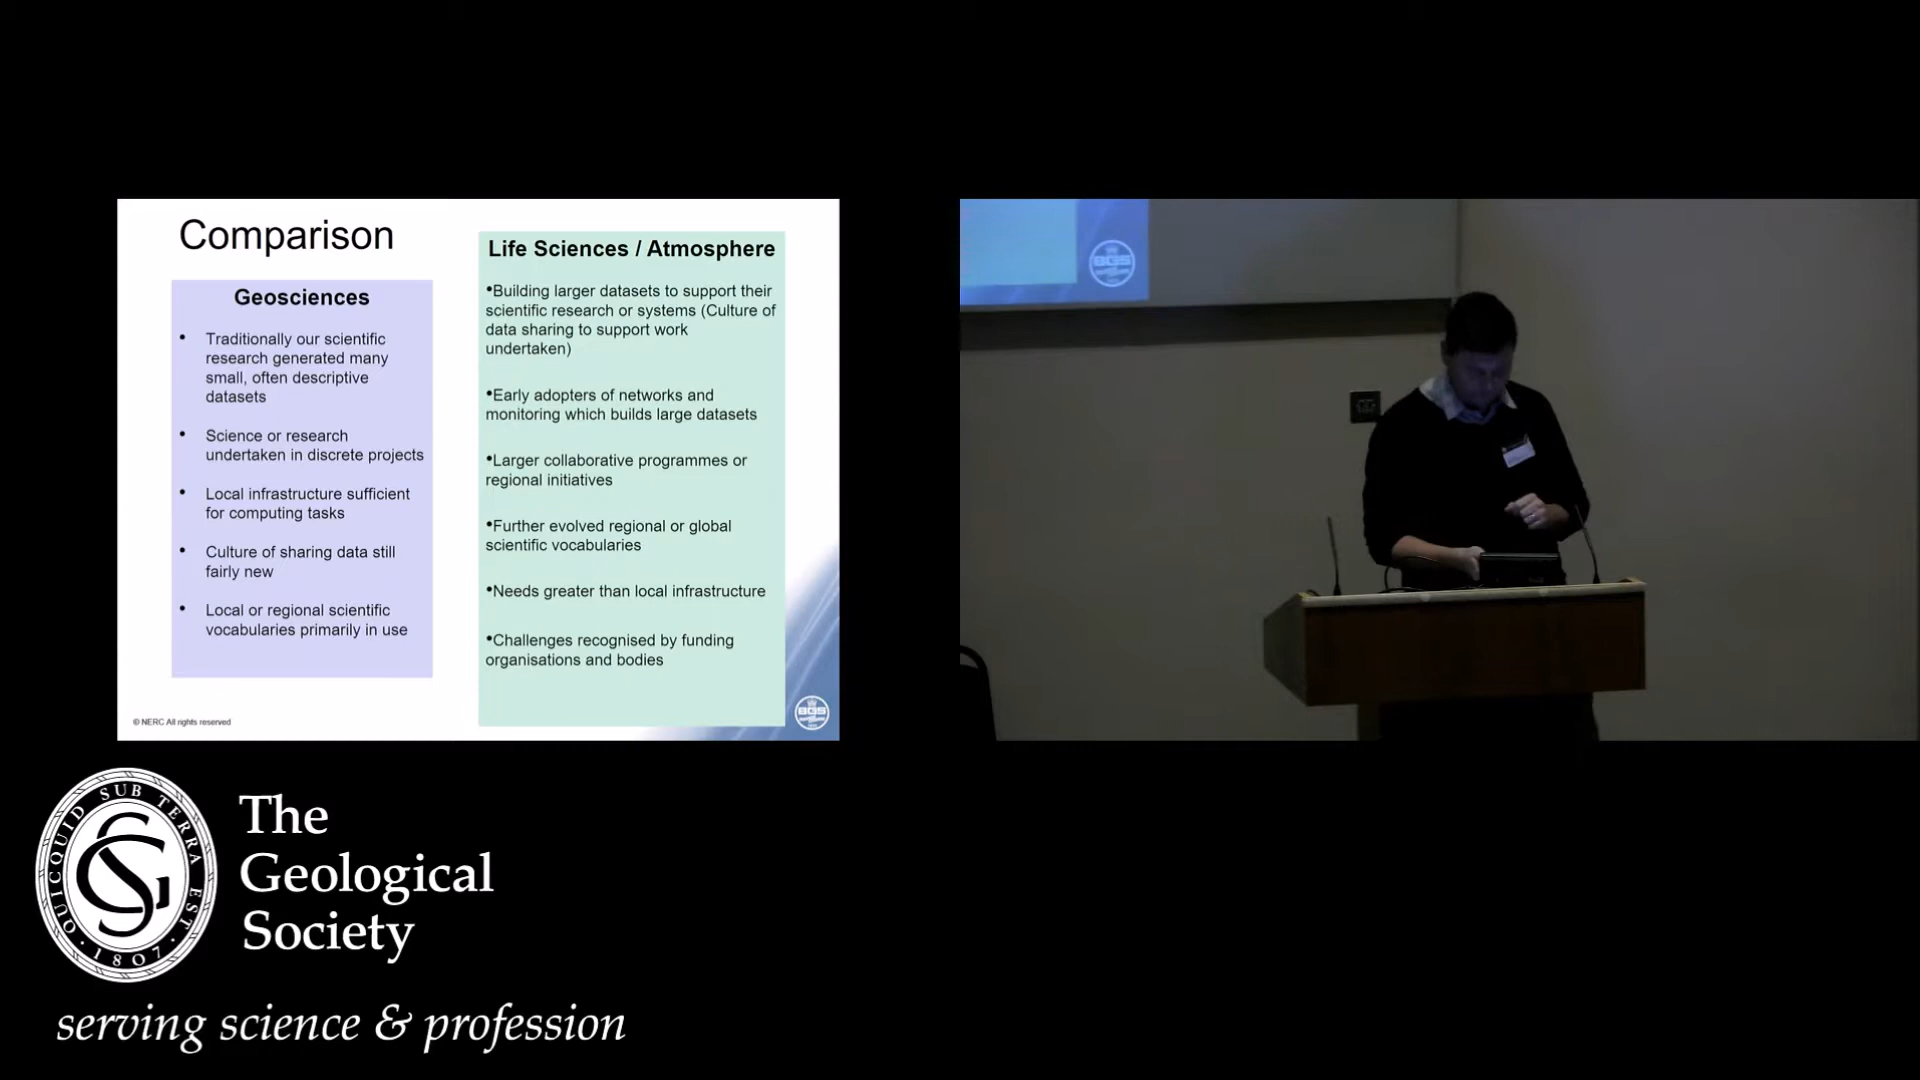 Comparison
Geosciences
• Traditionally our scientific
research generated many
small, often descriptive
datasets
• Science or research
undertaken in discrete projects
• Local infrastructure sufficient
for computing tasks
• Culture of sharing data still
fairly new
• Local or regional scientific
vocabularies primarily in use
© NERC All rights reserved
Life Sciences / Atmosphere
•Building larger datasets to support their
scientific research or systems (Culture of
data sharing to support work
undertaken)
•Early adopters of networks and
monitoring which builds large datasets
•Larger collaborative programmes or
regional initiatives
•Further evolved regional or global
scientific vocabularies
•Needs greater than local infrastructure
•Challenges recognised by funding
organisations and bodies
BGS
BGS
QUICQUID SUB TERRA EST
·1807·
GS
The
Geological
Society
serving science & profession